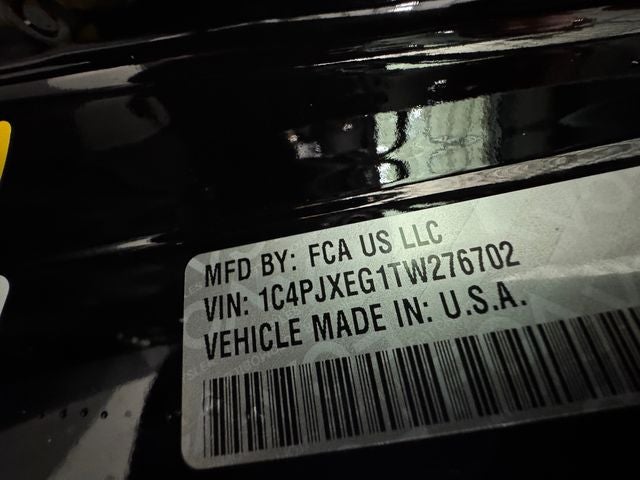 MFD BY: FCA US LLC
VIN: 1C4PJXEG1TW276702
VEHICLE MADE IN: U.S.A.